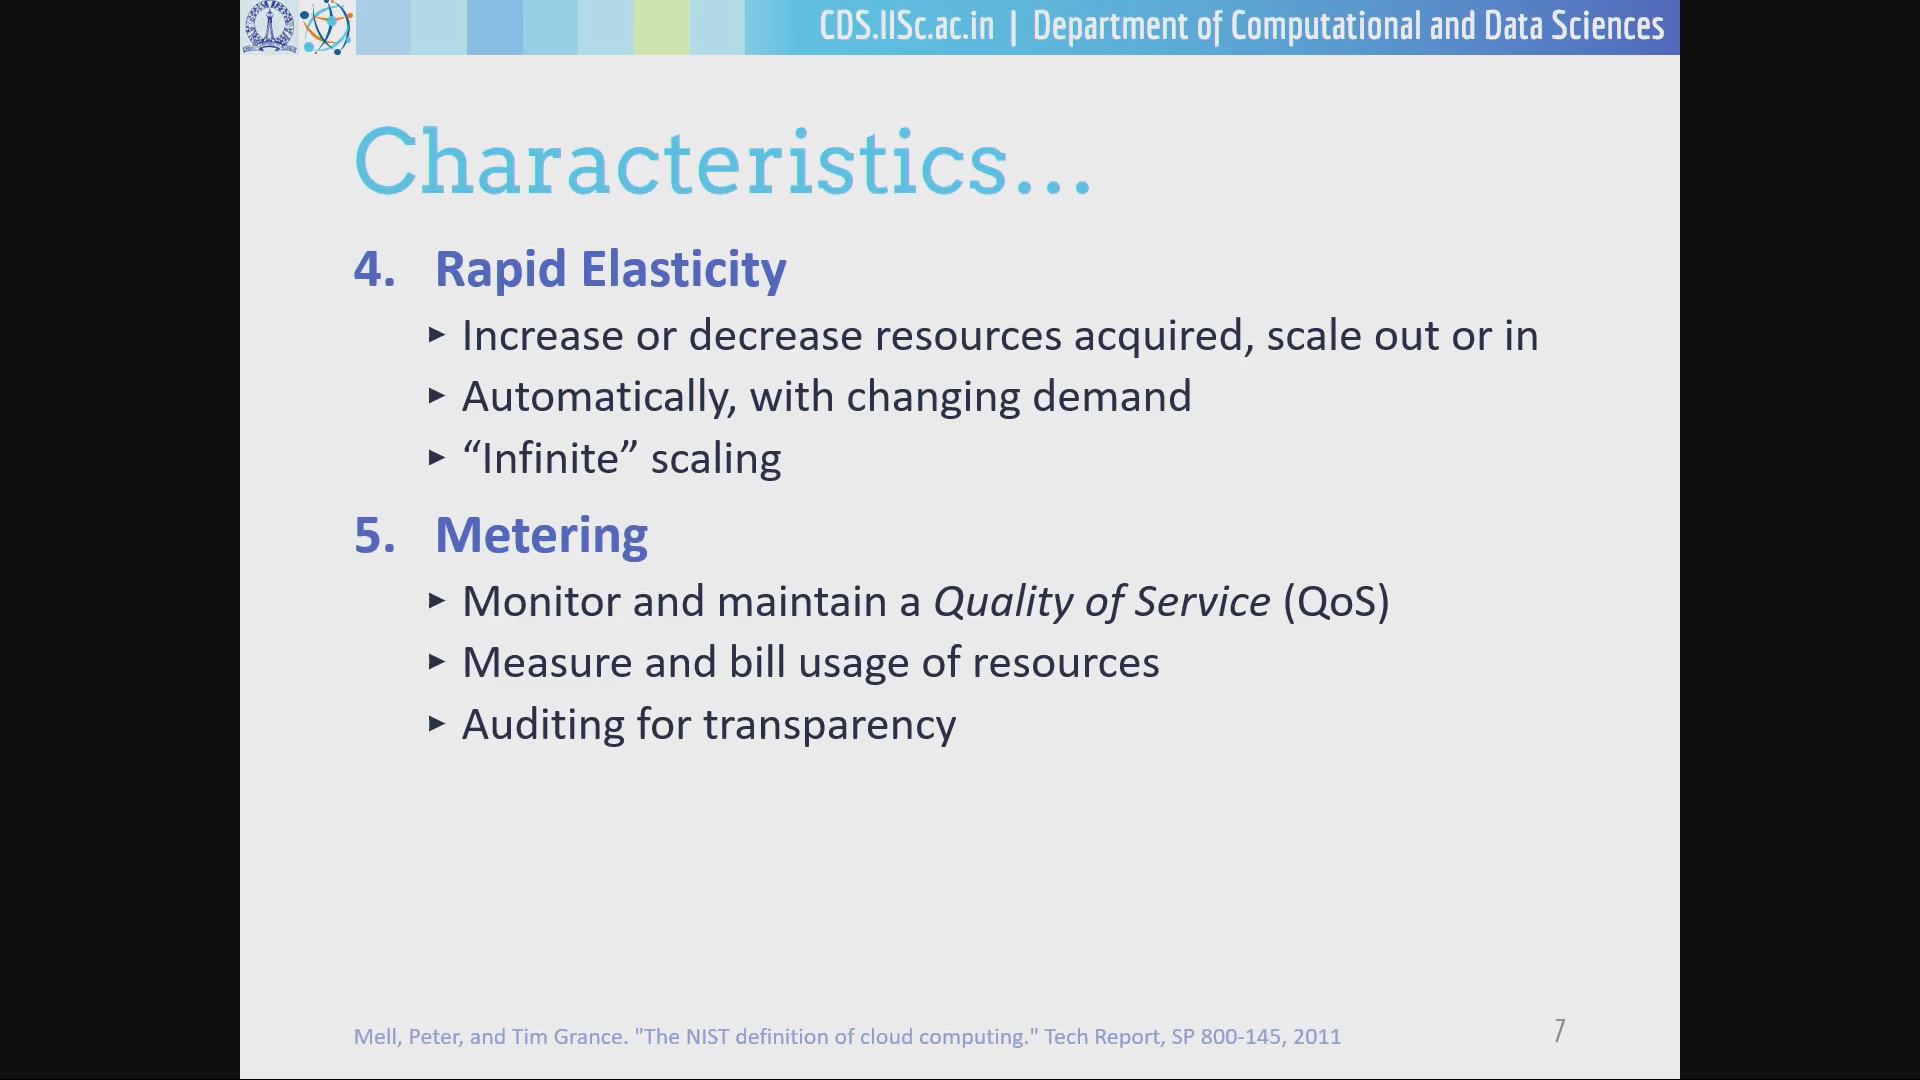 CDS.IISc.ac.in | Department of Computational and Data Sciences
Characteristics...
4. Rapid Elasticity
▸ Increase or decrease resources acquired, scale out or in
▸ Automatically, with changing demand
▸ “Infinite” scaling
5. Metering
▸ Monitor and maintain a Quality of Service (QoS)
▸ Measure and bill usage of resources
▸ Auditing for transparency
Mell, Peter, and Tim Grance. "The NIST definition of cloud computing." Tech Report, SP 800-145, 2011
7